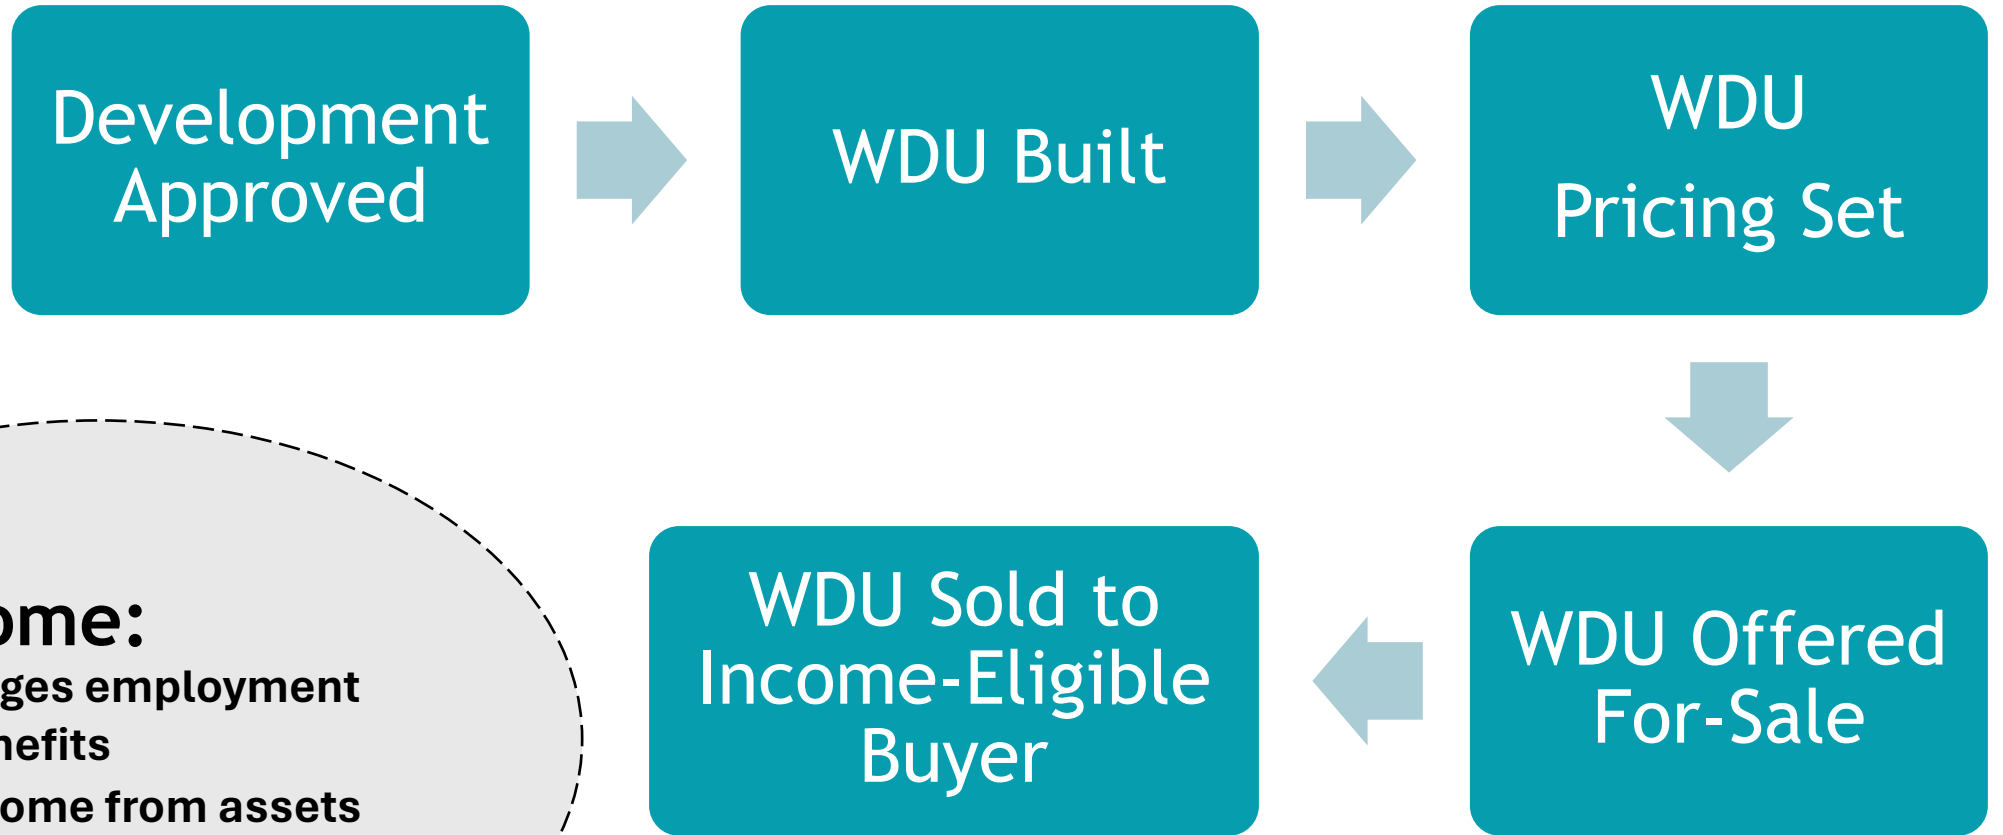 Development
Approved
WDU Built
WDU
Pricing Set
WDU Offered
For-Sale
WDU Sold to
Income-Eligible
Buyer
ome:
ges employment
nefits
ome from assets